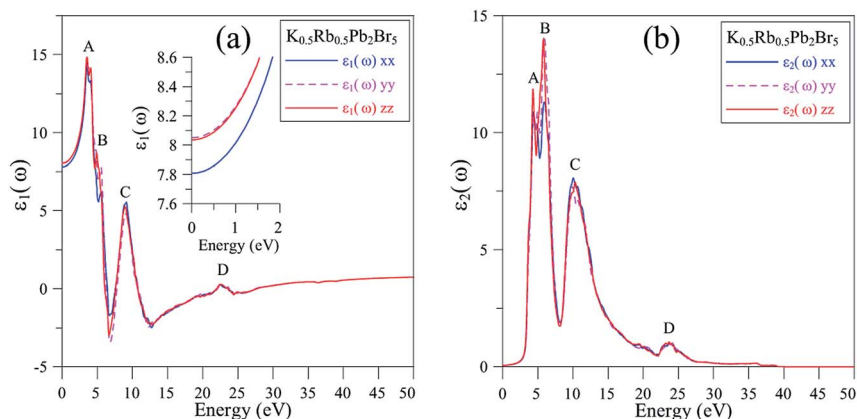 (a)
K0.5Rb0.5Pb2Br5
ε1(ω) xx
ε1(ω) yy
ε1(ω) zz
A
B
C
D
15
10
5
0
-5
ε1(ω)
0 5 10 15 20 25 30 35 40 45 50
Energy (eV)
8.6
8.4
8.2
8.0
7.8
7.6
ε1(ω)
0 1 2
Energy (eV)
(b)
K0.5Rb0.5Pb2Br5
ε2(ω) xx
ε2(ω) yy
ε2(ω) zz
A
B
C
D
15
10
5
0
ε2(ω)
0 5 10 15 20 25 30 35 40 45 50
Energy (eV)